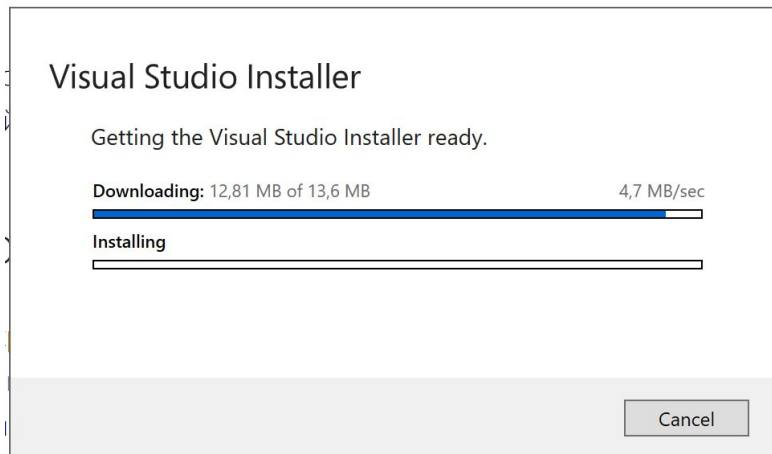 Visual Studio Installer
Getting the Visual Studio Installer ready.
Downloading: 12,81 MB of 13,6 MB 4,7 MB/sec
Installing
Cancel